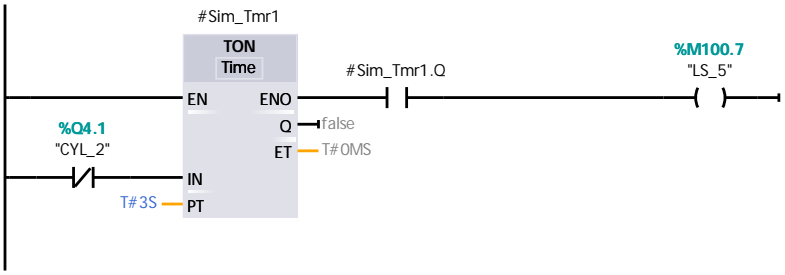 #Sim_Tmr1
TON
Time
#Sim_Tmr1.Q
%M100.7
"LS_5"
EN
ENO
%Q4.1
"CYL_2"
Q
false
ET
T#0MS
IN
T#3S
PT